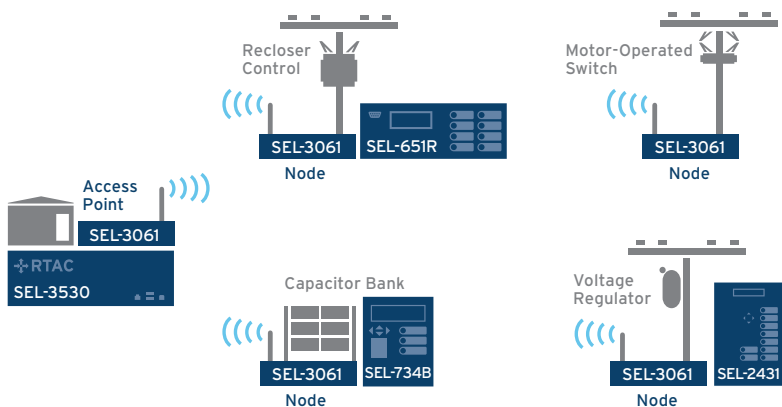 Recloser
Control
SEL-3061
SEL-651R
Node
Motor-Operated
Switch
SEL-3061
Node
Access
Point
SEL-3061
RTAC
SEL-3530
Capacitor Bank
SEL-3061
SEL-734B
Node
Voltage
Regulator
SEL-3061
SEL-2431
Node